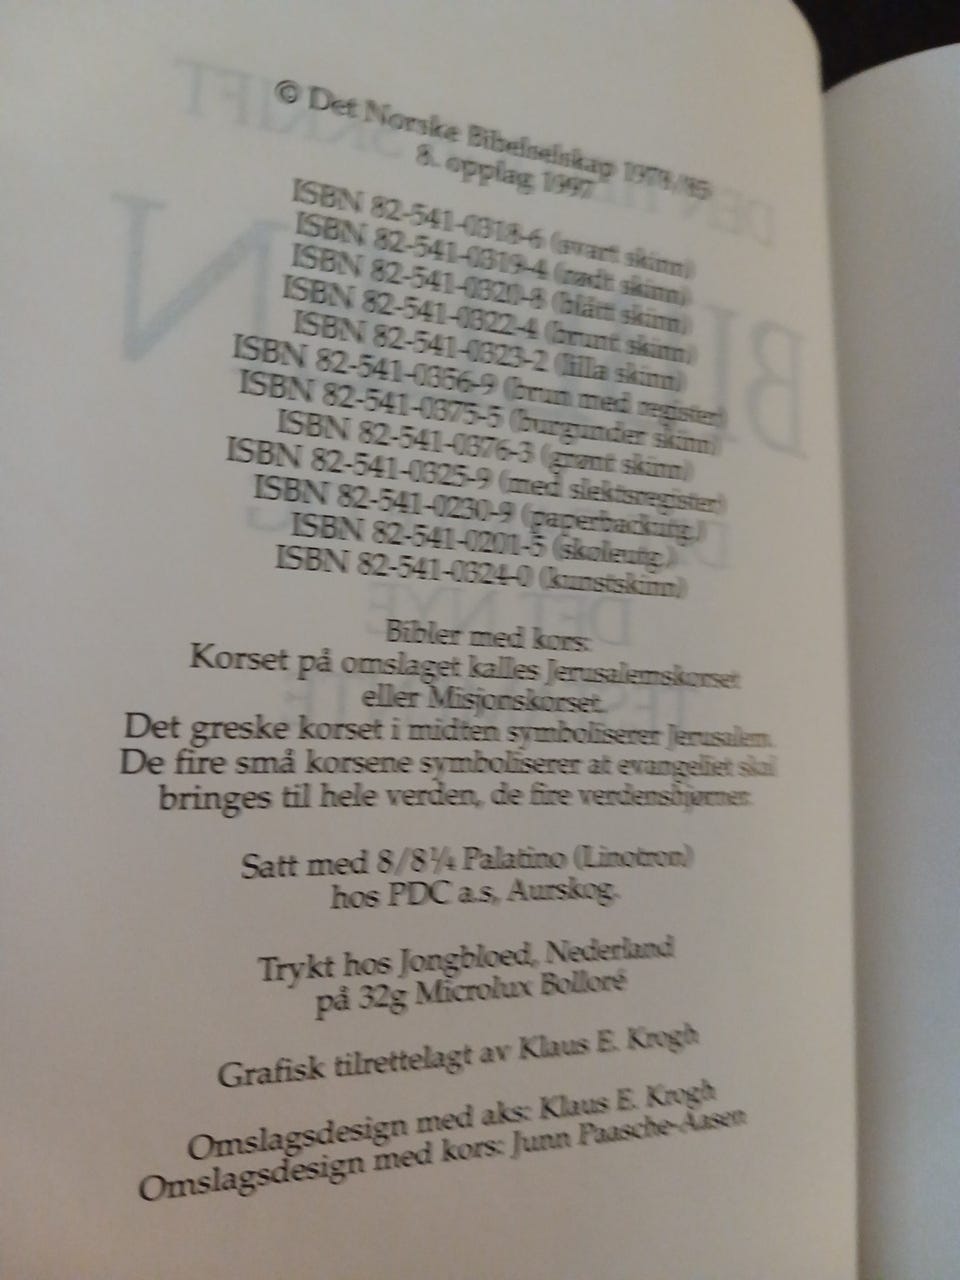 © Det Norske Bibelselskap 1978/85
8. opplag 1997
ISBN 82-541-0318-6 (svart skinn)
ISBN 82-541-0319-4 (rødt skinn)
ISBN 82-541-0320-8 (blått skinn)
ISBN 82-541-0322-4 (brunt skinn)
ISBN 82-541-0323-2 (lilla skinn)
ISBN 82-541-0356-9 (brun med register)
ISBN 82-541-0375-5 (burgunder skinn)
ISBN 82-541-0376-3 (grønt skinn)
ISBN 82-541-0325-9 (med slektsregister)
ISBN 82-541-0230-9 (paperbackutg.)
ISBN 82-541-0201-5 (skoleutg.)
ISBN 82-541-0324-0 (kunstskinn)
Bibler med kors:
Korset på omslaget kalles Jerusalemskorset
eller Misjonskorset.
Det greske korset i midten symboliserer Jerusalem.
De fire små korsene symboliserer at evangeliet skal
bringes til hele verden, de fire verdenshjørner.
Satt med 8/8¼ Palatino (Linotron)
hos PDC a.s, Aurskog.
Trykt hos Jongbloed, Nederland
på 32g Microlux Bolloré
Grafisk tilrettelagt av Klaus E. Krogh
Omslagsdesign med aks: Klaus E. Krogh
Omslagsdesign med kors: Junn Paasche-Aasen